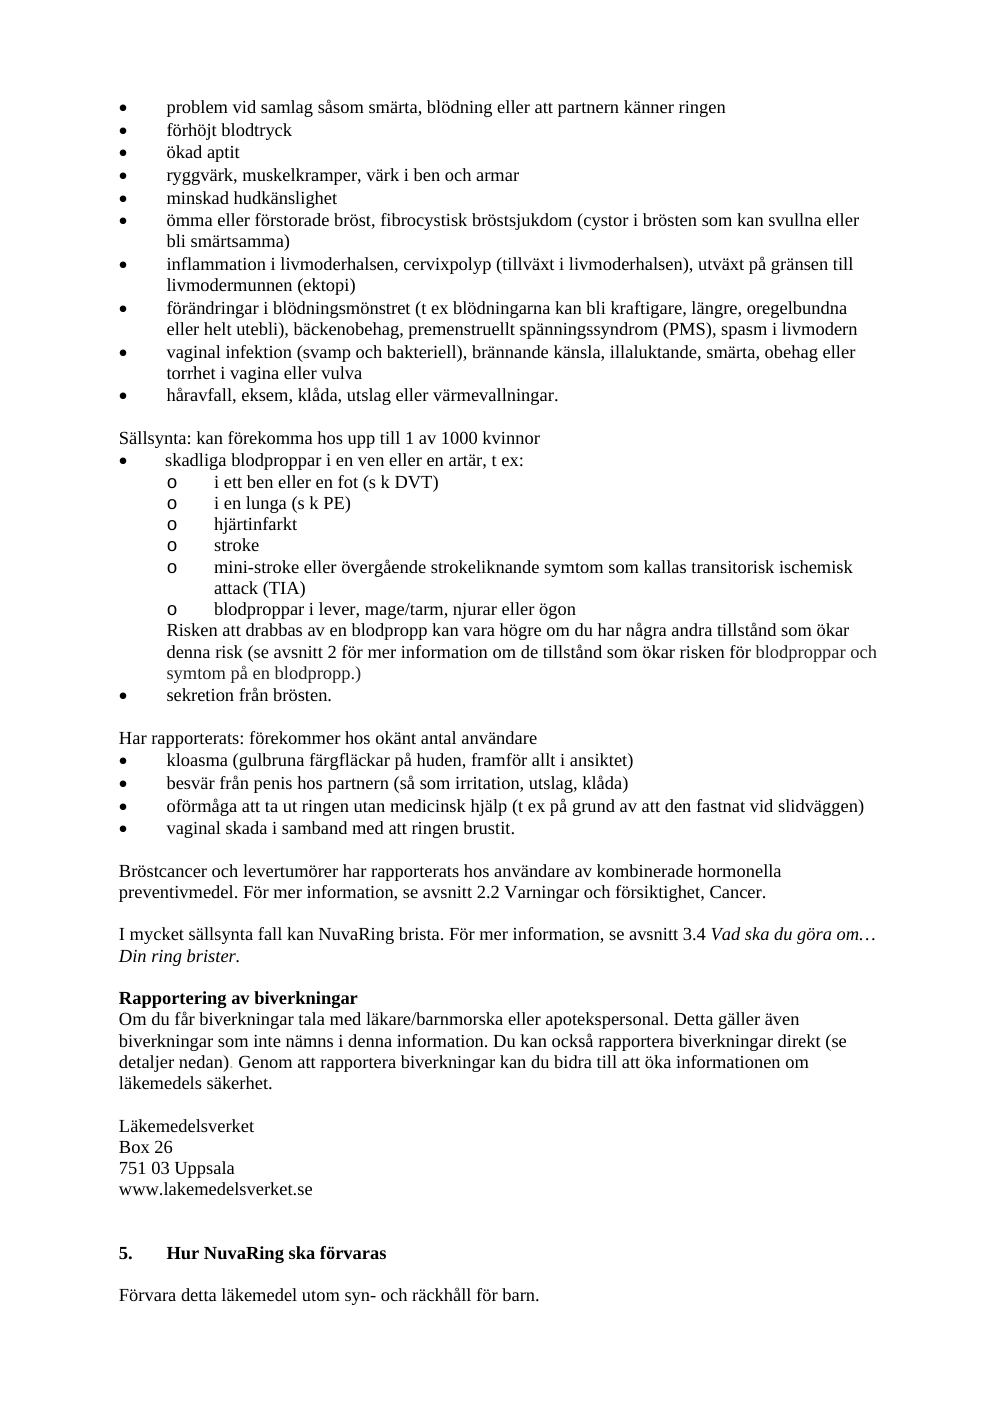 • problem vid samlag såsom smärta, blödning eller att partnern känner ringen
• förhöjt blodtryck
• ökad aptit
• ryggvärk, muskelkramper, värk i ben och armar
• minskad hudkänslighet
• ömma eller förstorade bröst, fibrocystisk bröstsjukdom (cystor i brösten som kan svullna eller
bli smärtsamma)
• inflammation i livmoderhalsen, cervixpolyp (tillväxt i livmoderhalsen), utväxt på gränsen till
livmodermunnen (ektopi)
• förändringar i blödningsmönstret (t ex blödningarna kan bli kraftigare, längre, oregelbundna
eller helt utebli), bäckenobehag, premenstruellt spänningssyndrom (PMS), spasm i livmodern
• vaginal infektion (svamp och bakteriell), brännande känsla, illaluktande, smärta, obehag eller
torrhet i vagina eller vulva
• håravfall, eksem, klåda, utslag eller värmevallningar.
Sällsynta: kan förekomma hos upp till 1 av 1000 kvinnor
• skadliga blodproppar i en ven eller en artär, t ex:
o i ett ben eller en fot (s k DVT)
o i en lunga (s k PE)
o hjärtinfarkt
o stroke
o mini-stroke eller övergående strokeliknande symtom som kallas transitorisk ischemisk
attack (TIA)
o blodproppar i lever, mage/tarm, njurar eller ögon
Risken att drabbas av en blodpropp kan vara högre om du har några andra tillstånd som ökar
denna risk (se avsnitt 2 för mer information om de tillstånd som ökar risken för blodproppar och
symtom på en blodpropp.)
• sekretion från brösten.
Har rapporterats: förekommer hos okänt antal användare
• kloasma (gulbruna färgfläckar på huden, framför allt i ansiktet)
• besvär från penis hos partnern (så som irritation, utslag, klåda)
• oförmåga att ta ut ringen utan medicinsk hjälp (t ex på grund av att den fastnat vid slidväggen)
• vaginal skada i samband med att ringen brustit.
Bröstcancer och levertumörer har rapporterats hos användare av kombinerade hormonella
preventivmedel. För mer information, se avsnitt 2.2 Varningar och försiktighet, Cancer.
I mycket sällsynta fall kan NuvaRing brista. För mer information, se avsnitt 3.4 Vad ska du göra om…
Din ring brister.
Rapportering av biverkningar
Om du får biverkningar tala med läkare/barnmorska eller apotekspersonal. Detta gäller även
biverkningar som inte nämns i denna information. Du kan också rapportera biverkningar direkt (se
detaljer nedan). Genom att rapportera biverkningar kan du bidra till att öka informationen om
läkemedels säkerhet.
Läkemedelsverket
Box 26
751 03 Uppsala
www.lakemedelsverket.se
5. Hur NuvaRing ska förvaras
Förvara detta läkemedel utom syn- och räckhåll för barn.